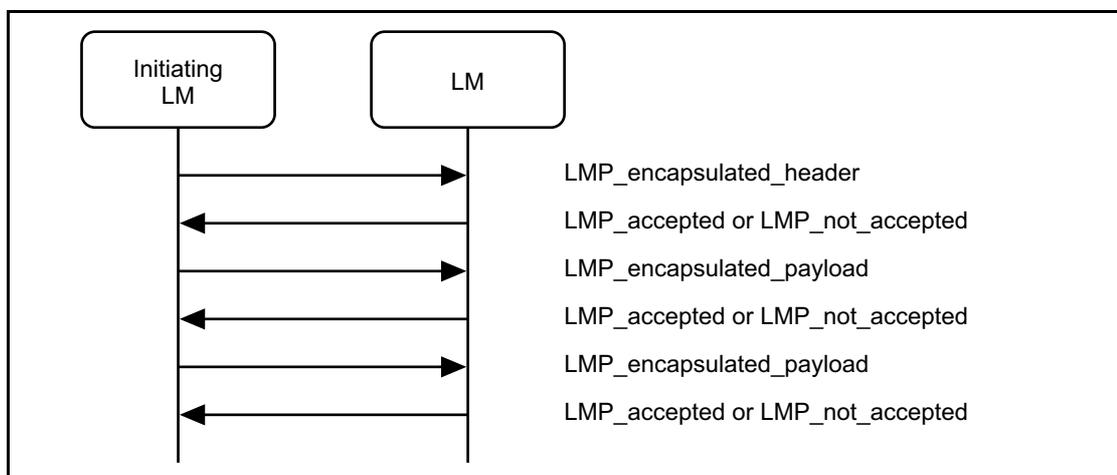 Initiating
LM
LM
LMP_encapsulated_header
LMP_accepted or LMP_not_accepted
LMP_encapsulated_payload
LMP_accepted or LMP_not_accepted
LMP_encapsulated_payload
LMP_accepted or LMP_not_accepted